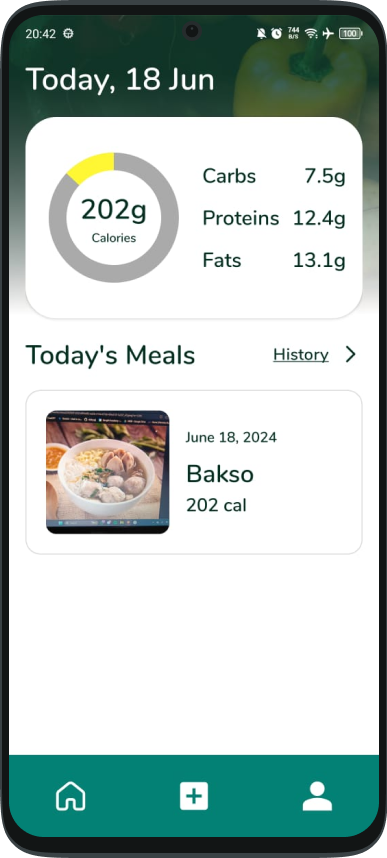 20:42
744
B/S
100
Today, 18 Jun
202g
Calories
Carbs 7.5g
Proteins 12.4g
Fats 13.1g
Today's Meals
History
June 18, 2024
Bakso
202 cal